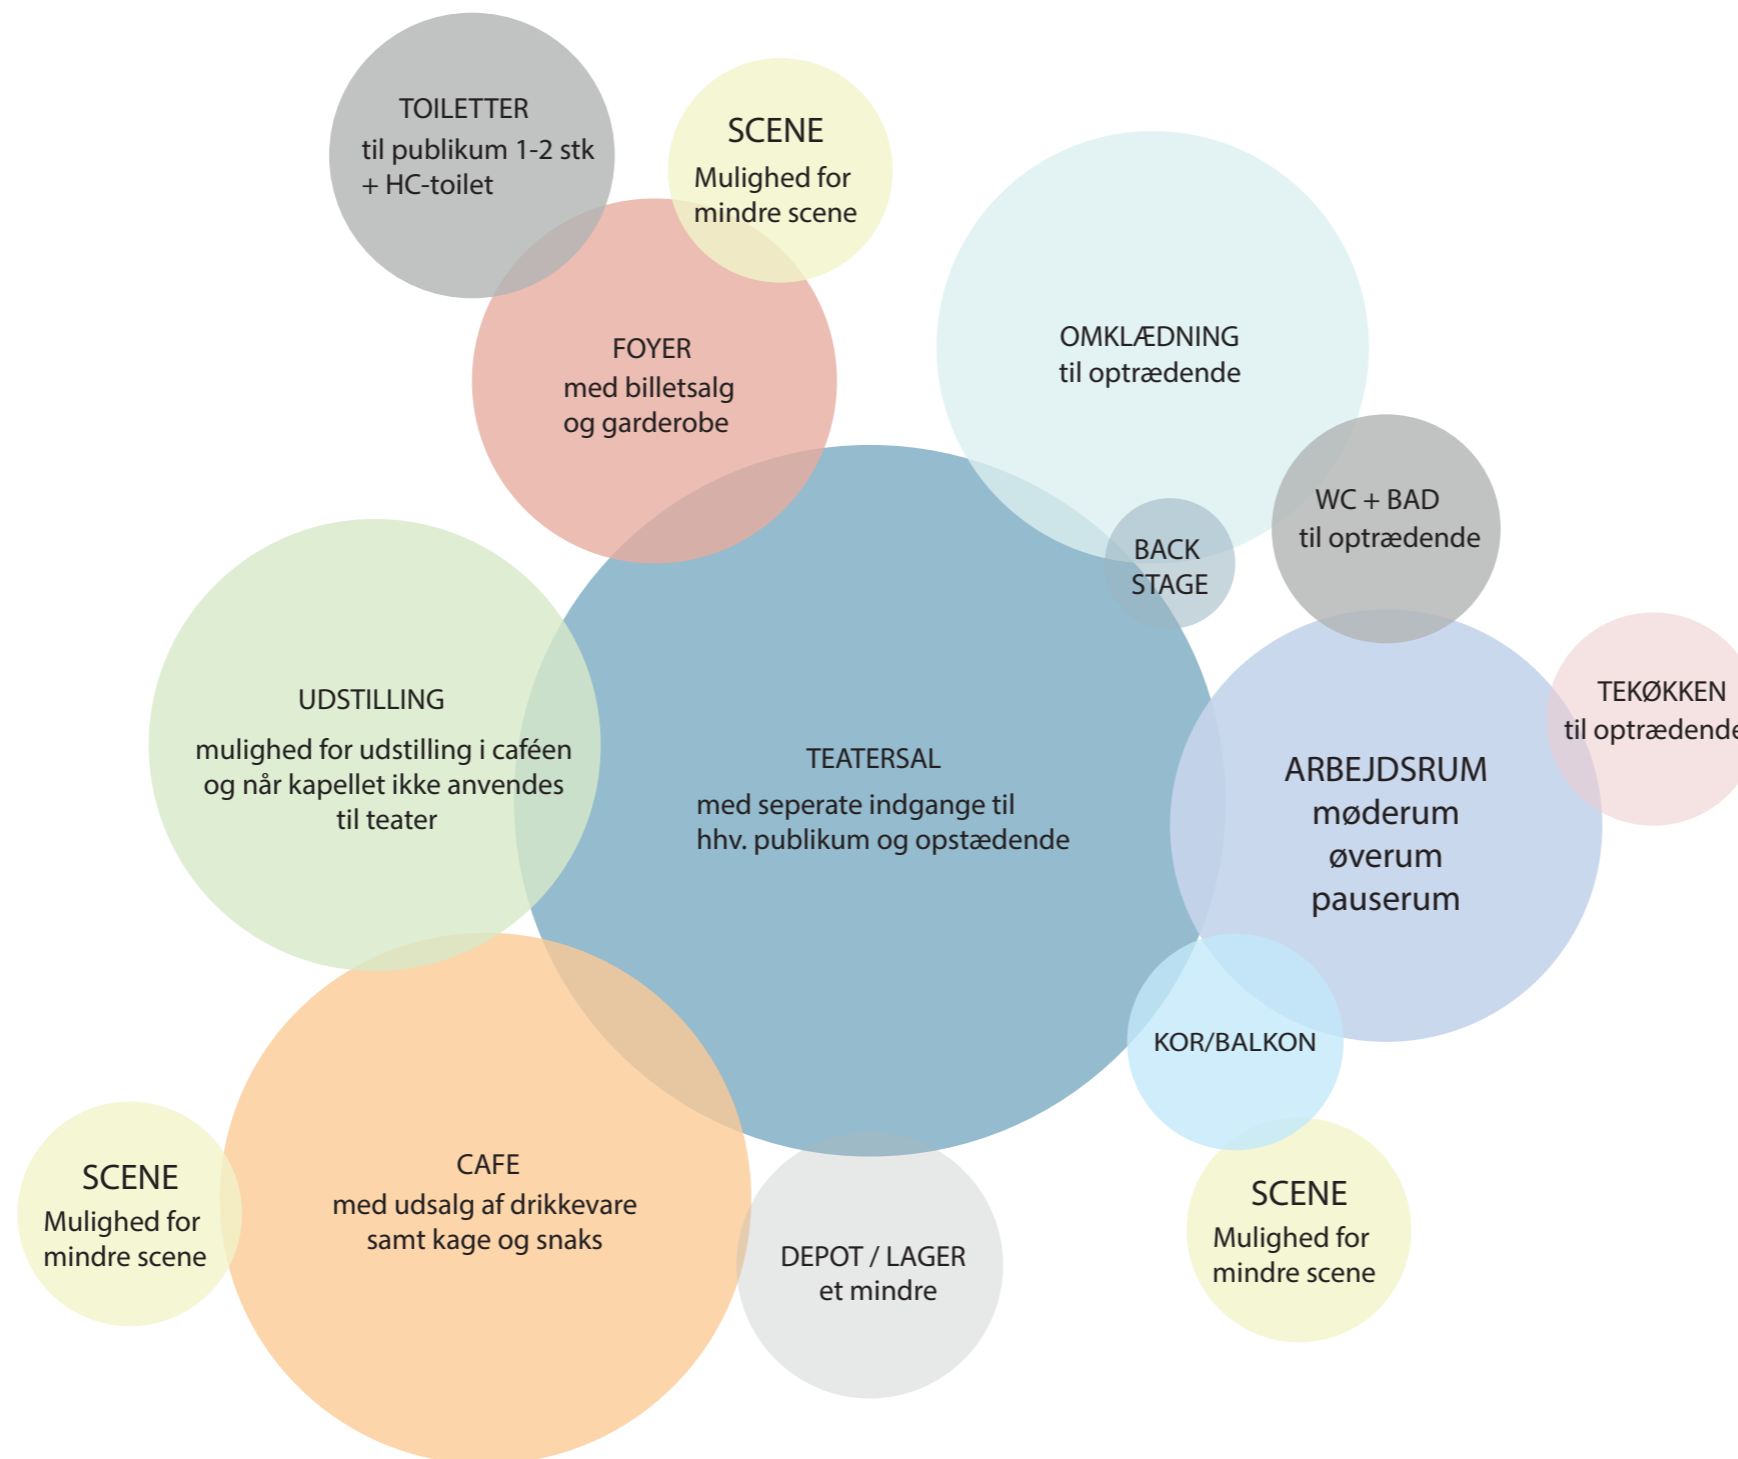 TOILETTER
til publikum 1-2 stk
+ HC-toilet
SCENE
Mulighed for
mindre scene
FOYER
med billetsalg
og garderobe
OMKLÆDNING
til optrædende
WC + BAD
til optrædende
BACK
STAGE
TEKØKKEN
til optrædende
UDSTILLING
mulighed for udstilling i caféen
og når kapellet ikke anvendes
til teater
TEATERSAL
med seperate indgange til
hhv. publikum og opstædende
ARBEJDSRUM
møderum
øverum
pauserum
KOR/BALKON
SCENE
Mulighed for
mindre scene
CAFE
med udsalg af drikkevare
samt kage og snaks
DEPOT / LAGER
et mindre
SCENE
Mulighed for
mindre scene